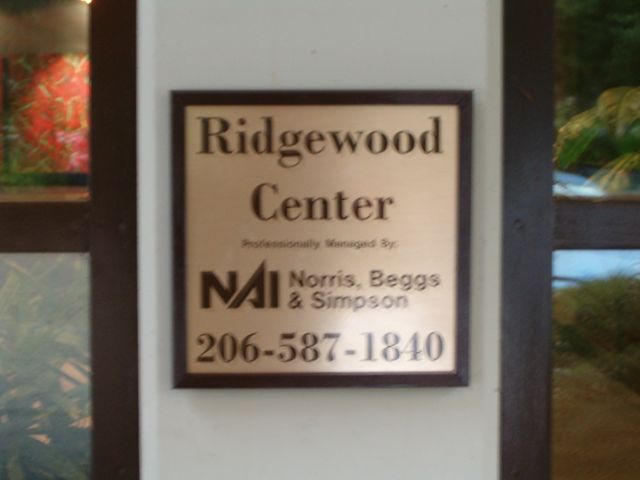 Ridgewood
Center
Professionally Managed By:
NAI Norris, Beggs
& Simpson
206-587-1840